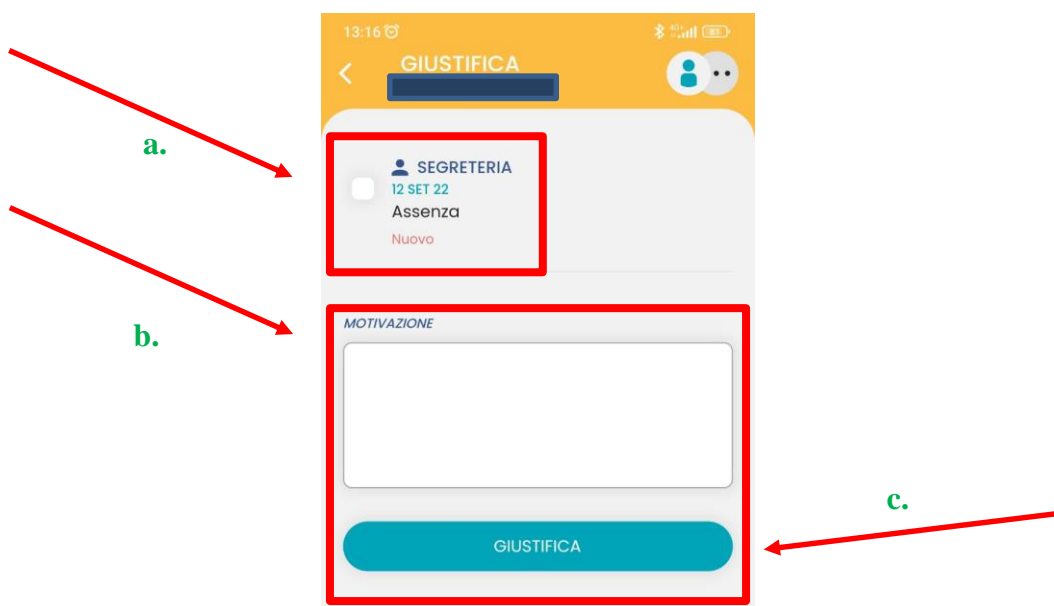 13:16
GIUSTIFICA
a.
SEGRETERIA
12 SET 22
Assenza
Nuovo
b.
MOTIVAZIONE
c.
GIUSTIFICA